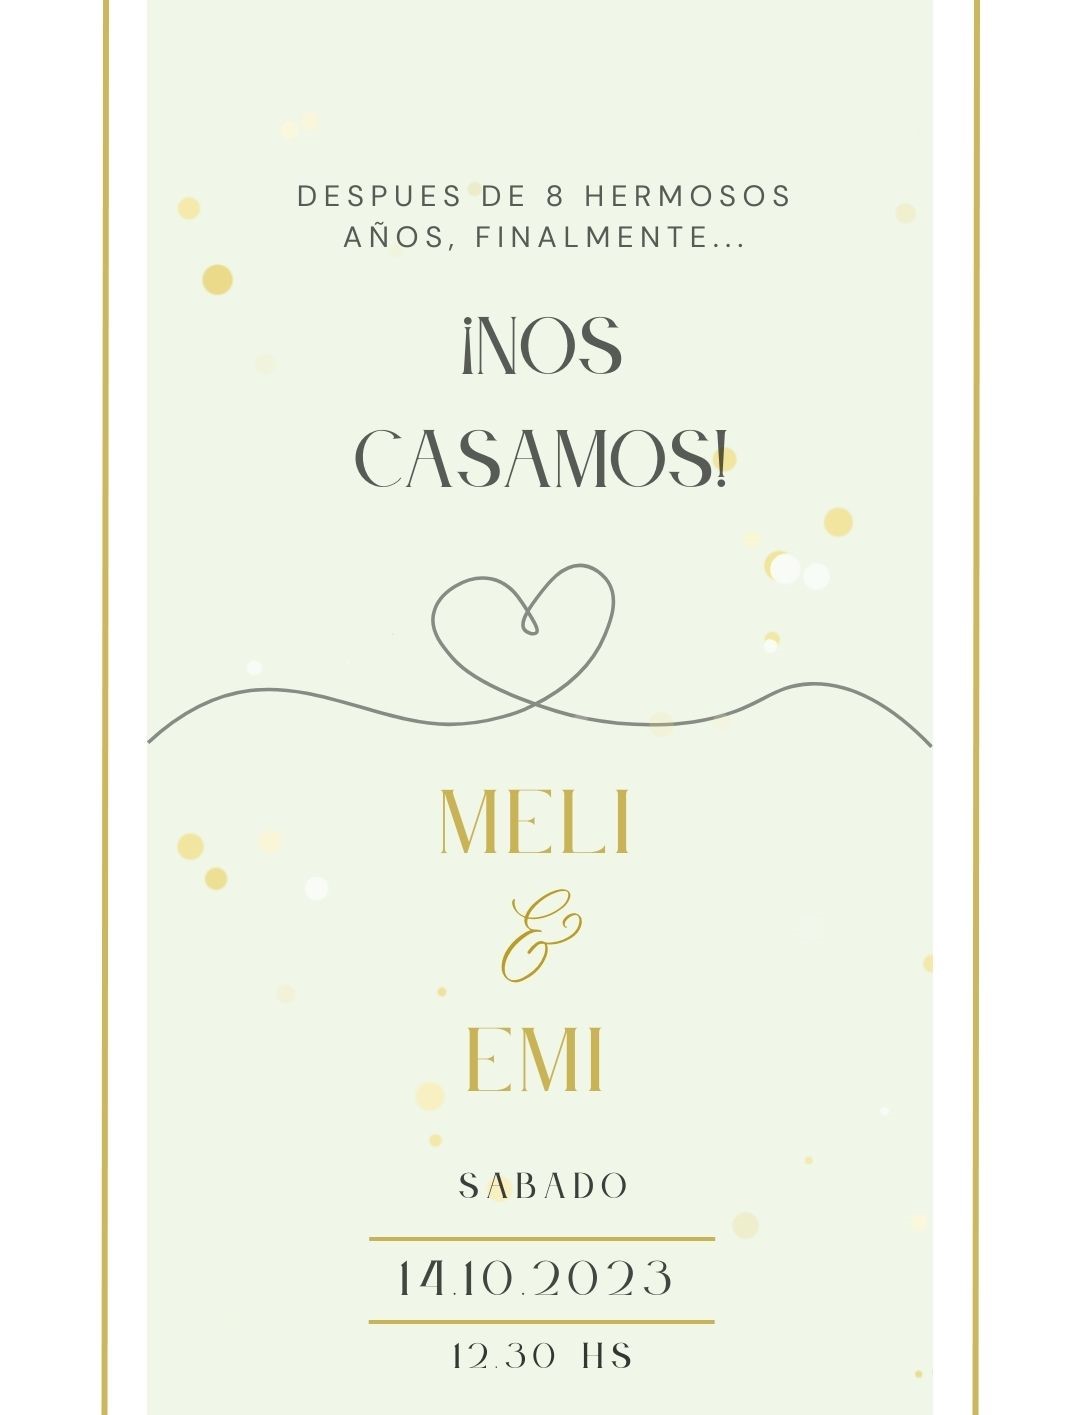 DESPUES DE 8 HERMOSOS
AÑOS, FINALMENTE...
¡NOS
CASAMOS!
MELI
&
EMI
SABADO
14.10.2023
12.30 HS